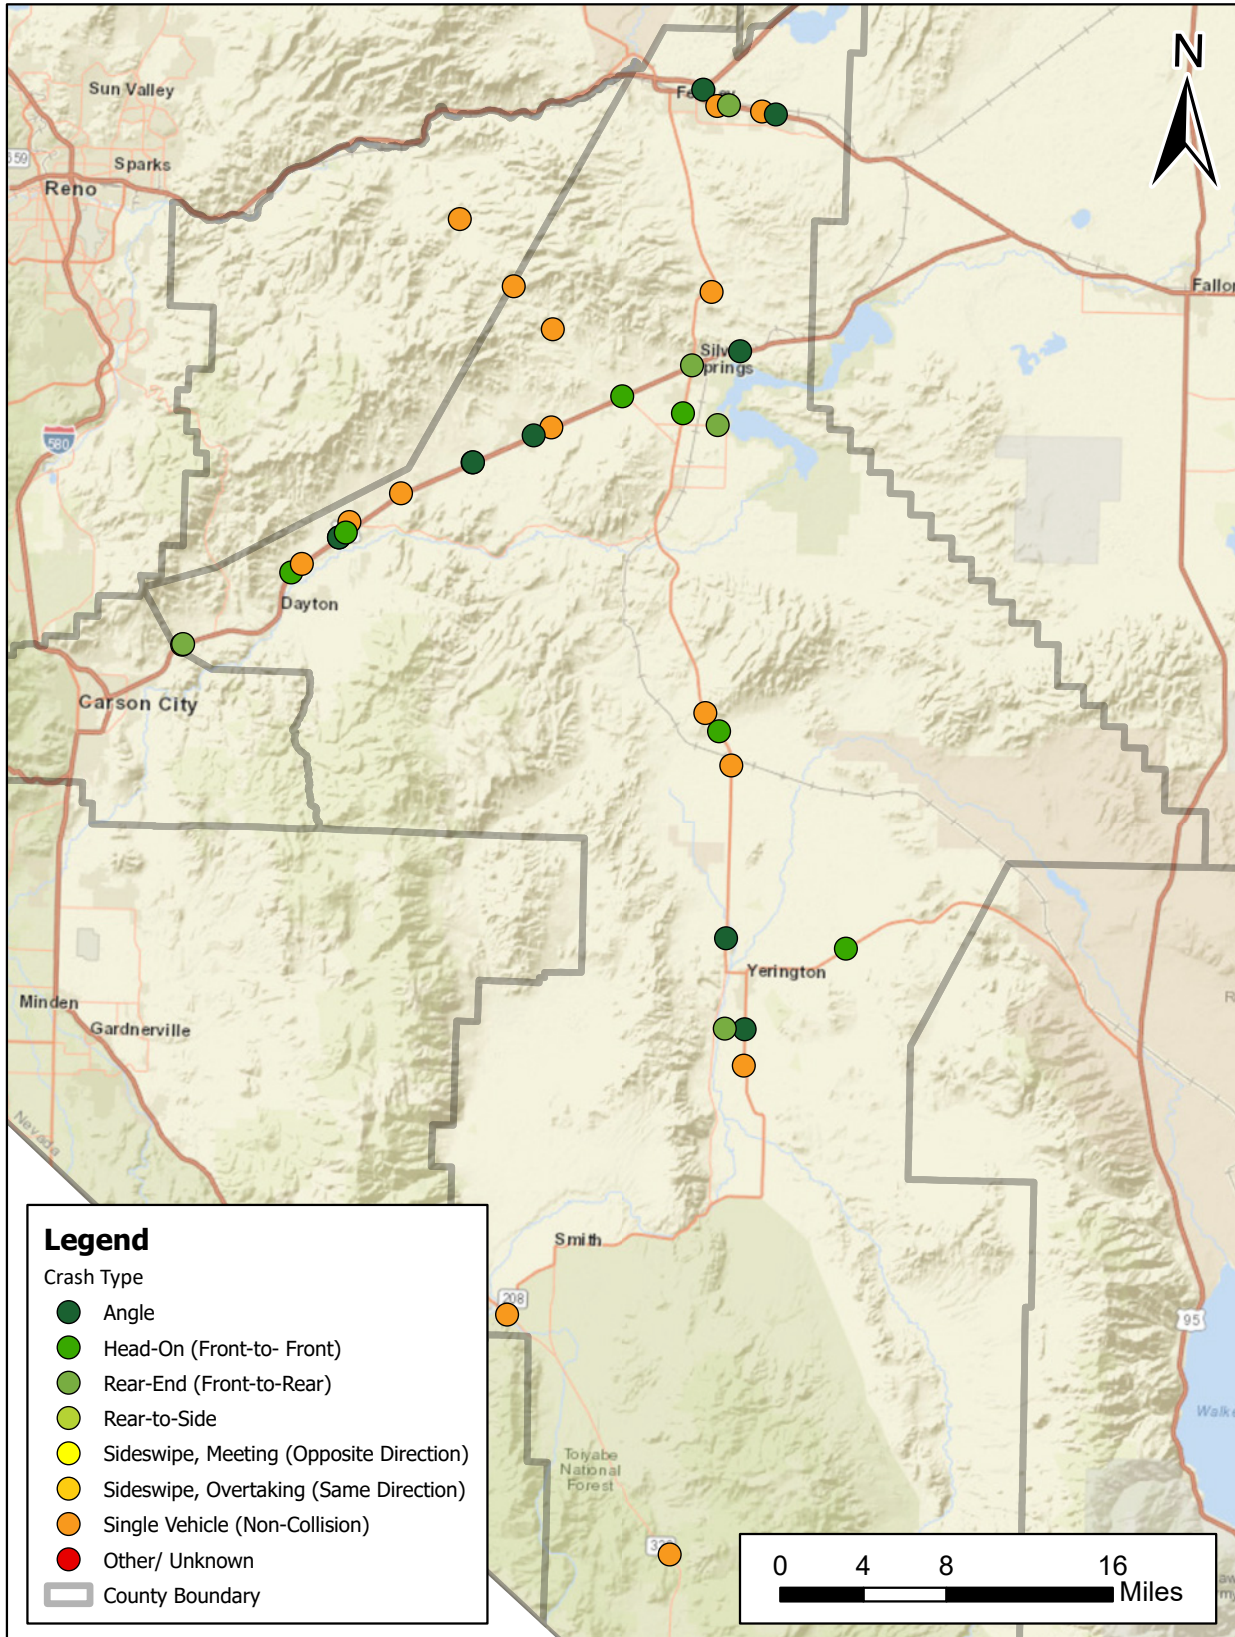 N
Sun Valley
Sparks
Reno
Fallon
Silver
Springs
580
Dayton
Carson City
Yerington
Minden
Gardnerville
Nevada
Smith
208
95
Toiyabe
National
Forest
Legend
Crash Type
Angle
Head-On (Front-to- Front)
Rear-End (Front-to-Rear)
Rear-to-Side
Sideswipe, Meeting (Opposite Direction)
Sideswipe, Overtaking (Same Direction)
Single Vehicle (Non-Collision)
Other/ Unknown
County Boundary
0 4 8 16
Miles